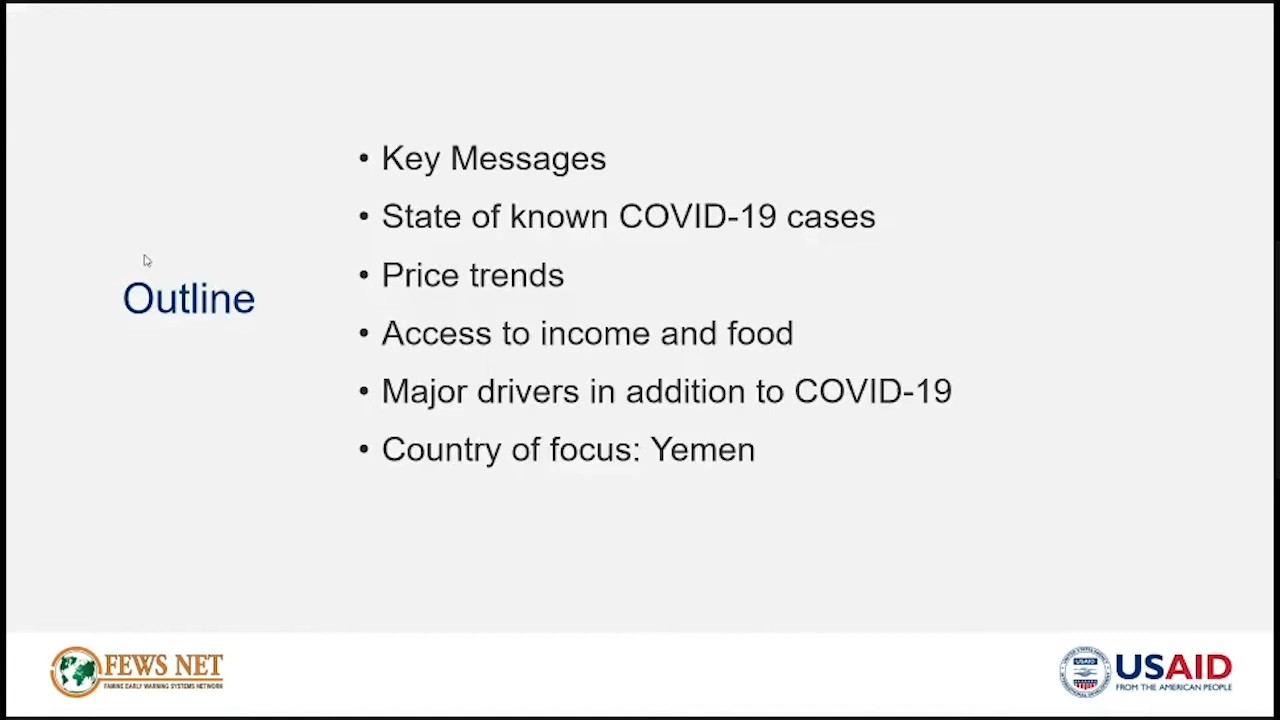 Outline
• Key Messages
• State of known COVID-19 cases
• Price trends
• Access to income and food
• Major drivers in addition to COVID-19
• Country of focus: Yemen
FEWS NET
FAMINE EARLY WARNING SYSTEMS NETWORK
USAID
USAID
FROM THE AMERICAN PEOPLE